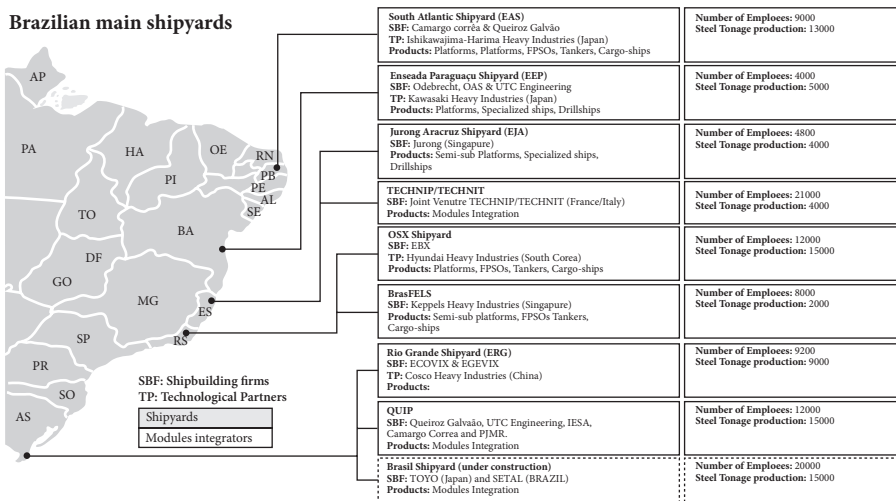 Brazilian main shipyards
AP
PA
HA
OE
RN
PB
PE
AL
SE
PI
TO
BA
DF
GO
MG
ES
SP
RS
PR
SO
AS
SBF: Shipbuilding firms
TP: Technological Partners
Shipyards
Modules integrators
South Atlantic Shipyard (EAS)
SBF: Camargo corrêa & Queiroz Galvão
TP: Ishikawajima-Harima Heavy Industries (Japan)
Products: Platforms, Platforms, FPSOs, Tankers, Cargo-ships
Number of Emploees: 9000
Steel Tonage production: 13000
Enseada Paraguaçu Shipyard (EEP)
SBF: Odebrecht, OAS & UTC Engineering
TP: Kawasaki Heavy Industries (Japan)
Products: Platforms, Specialized ships, Drillships
Number of Emploees: 4000
Steel Tonage production: 5000
Jurong Aracruz Shipyard (EJA)
SBF: Jurong (Singapore)
Products: Semi-sub Platforms, Specialized ships,
Drillships
Number of Emploees: 4800
Steel Tonage production: 4000
TECHNIP/TECHNIT
SBF: Joint Venutre TECHNIP/TECHNIT (France/Italy)
Products: Modules Integration
Number of Emploees: 21000
Steel Tonage production: 4000
OSX Shipyard
SBF: EBX
TP: Hyundai Heavy Industries (South Corea)
Products: Platforms, FPSOs, Tankers, Cargo-ships
Number of Emploees: 12000
Steel Tonage production: 15000
BrasFELS
SBF: Keppels Heavy Industries (Singapore)
Products: Semi-sub platforms, FPSOs Tankers,
Cargo-ships
Number of Emploees: 8000
Steel Tonage production: 2000
Rio Grande Shipyard (ERG)
SBF: ECOVIX & EGEVIX
TP: Cosco Heavy Industries (China)
Products:
Number of Emploees: 9200
Steel Tonage production: 9000
QUIP
SBF: Queiroz Galvaão, UTC Engineering, IESA,
Camargo Correa and PJMR.
Products: Modules Integration
Number of Emploees: 12000
Steel Tonage production: 15000
Brasil Shipyard (under construction)
SBF: TOYO (Japan) and SETAL (BRAZIL)
Products: Modules Integration
Number of Emploees: 20000
Steel Tonage production: 15000